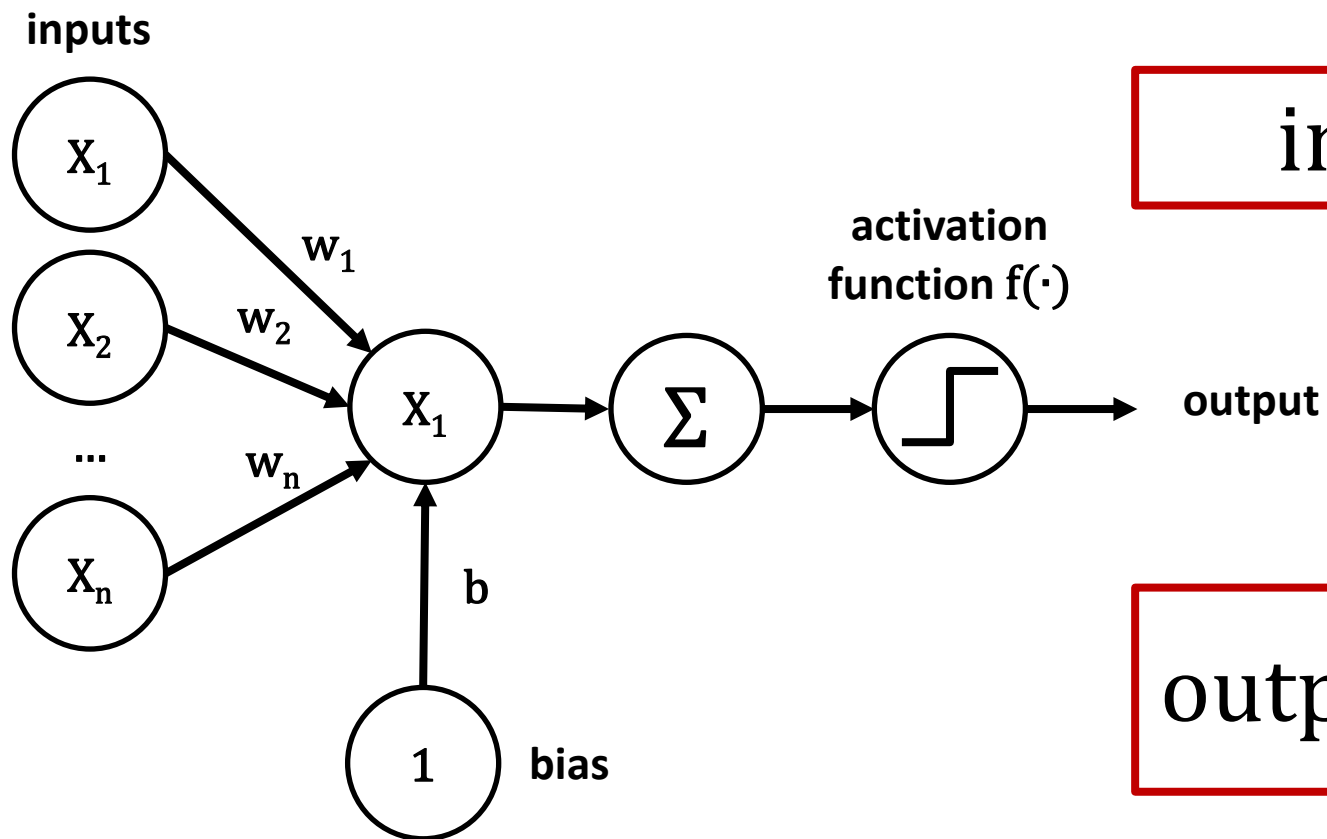 inputs
X₁
w₁
X₂
w₂
...
wₙ
Xₙ
X₁
b
1
bias
Σ
activation
function f(·)
output